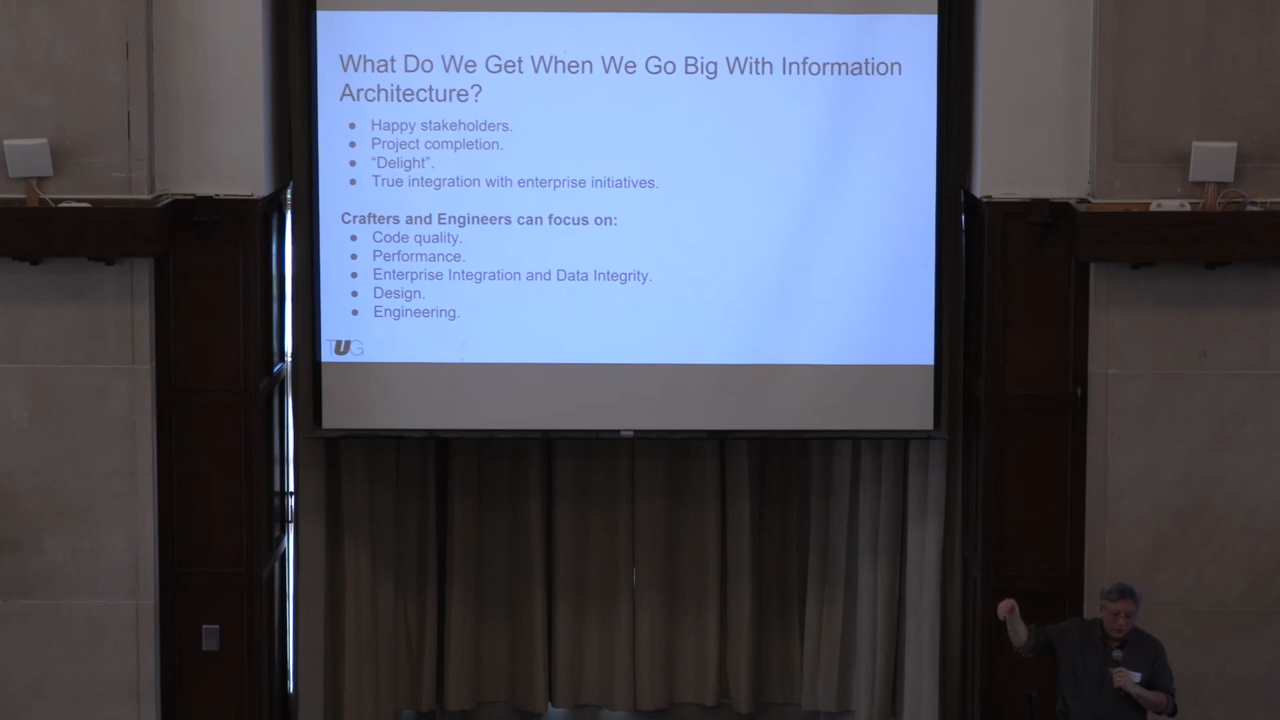 What Do We Get When We Go Big With Information
Architecture?
● Happy stakeholders.
● Project completion.
● “Delight”.
● True integration with enterprise initiatives.
Crafters and Engineers can focus on:
● Code quality.
● Performance.
● Enterprise Integration and Data Integrity.
● Design.
● Engineering.
TUG